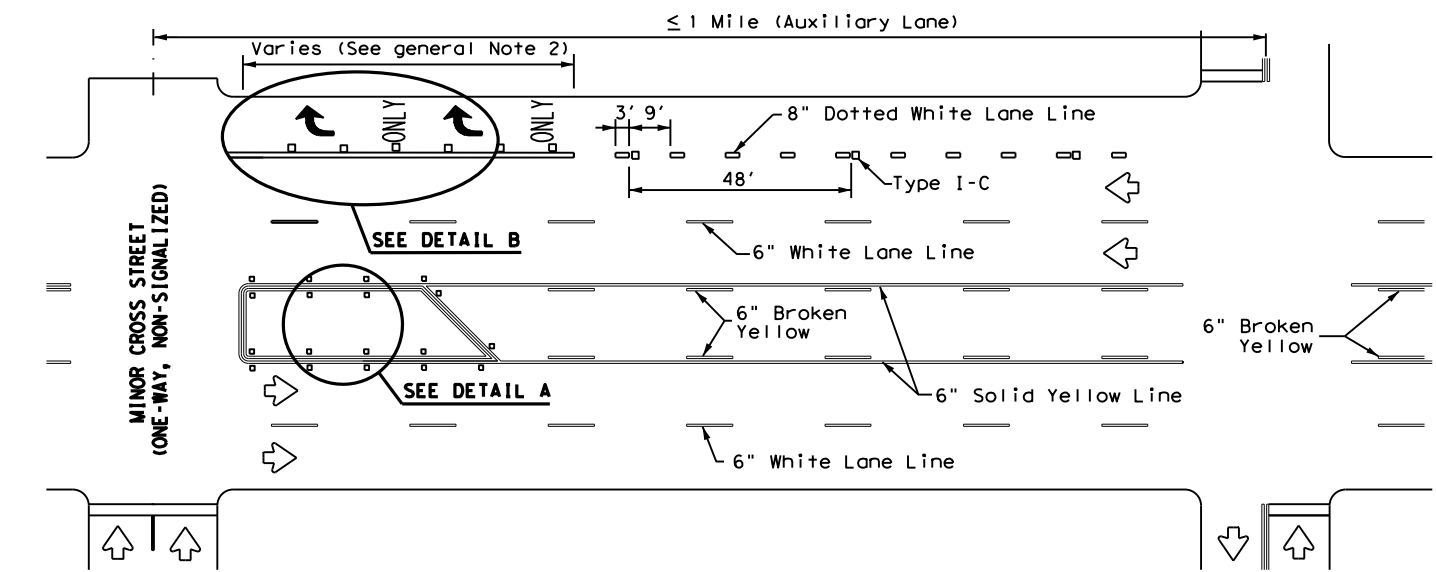 ≤ 1 Mile (Auxiliary Lane)
Varies (See general Note 2)
ONLY
ONLY
3' 9'
8" Dotted White Lane Line
48'
Type I-C
SEE DETAIL B
6" White Lane Line
MINOR CROSS STREET
(ONE-WAY, NON-SIGNALIZED)
6" Broken
Yellow
6" Broken
Yellow
SEE DETAIL A
6" Solid Yellow Line
6" White Lane Line